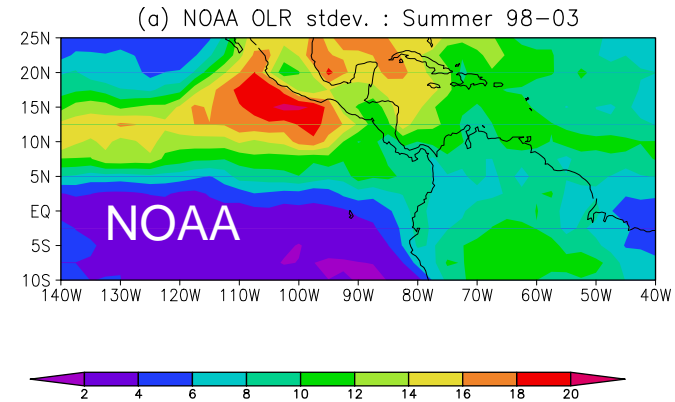 (a) NOAA OLR stdev. : Summer 98-03
25N
20N
15N
10N
5N
EQ
5S
10S
NOAA
140W 130W 120W 110W 100W 90W 80W 70W 60W 50W 40W
2 4 6 8 10 12 14 16 18 20